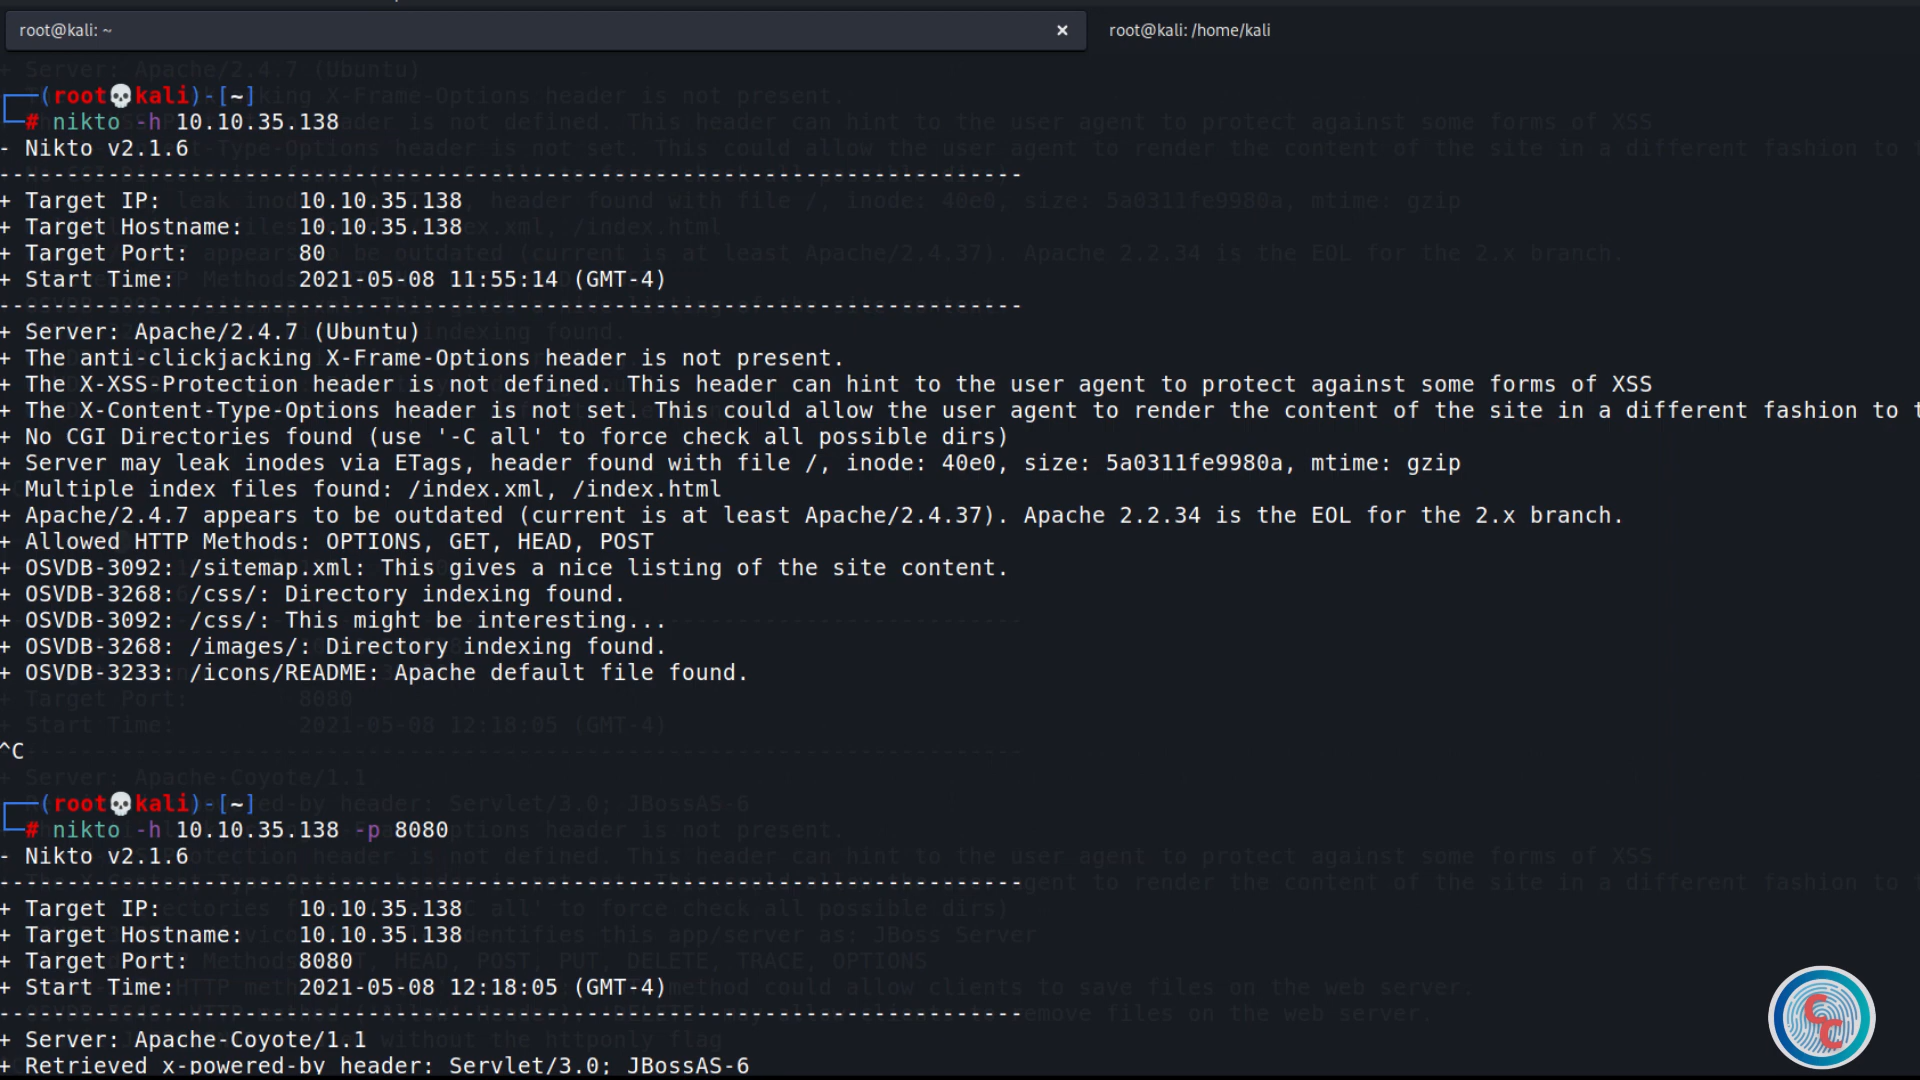 root@kali: ~
root@kali: /home/kali
(root💀kali)-[~]
# nikto -h 10.10.35.138
- Nikto v2.1.6
---------------------------------------------------------------------------
+ Target IP:          10.10.35.138
+ Target Hostname:    10.10.35.138
+ Target Port:        80
+ Start Time:         2021-05-08 11:55:14 (GMT-4)
---------------------------------------------------------------------------
+ Server: Apache/2.4.7 (Ubuntu)
+ The anti-clickjacking X-Frame-Options header is not present.
+ The X-XSS-Protection header is not defined. This header can hint to the user agent to protect against some forms of XSS
+ The X-Content-Type-Options header is not set. This could allow the user agent to render the content of the site in a different fashion to
+ No CGI Directories found (use '-C all' to force check all possible dirs)
+ Server may leak inodes via ETags, header found with file /, inode: 40e0, size: 5a0311fe9980a, mtime: gzip
+ Multiple index files found: /index.xml, /index.html
+ Apache/2.4.7 appears to be outdated (current is at least Apache/2.4.37). Apache 2.2.34 is the EOL for the 2.x branch.
+ Allowed HTTP Methods: OPTIONS, GET, HEAD, POST
+ OSVDB-3092: /sitemap.xml: This gives a nice listing of the site content.
+ OSVDB-3268: /css/: Directory indexing found.
+ OSVDB-3092: /css/: This might be interesting...
+ OSVDB-3268: /images/: Directory indexing found.
+ OSVDB-3233: /icons/README: Apache default file found.
^C
(root💀kali)-[~]
# nikto -h 10.10.35.138 -p 8080
- Nikto v2.1.6
---------------------------------------------------------------------------
+ Target IP:          10.10.35.138
+ Target Hostname:    10.10.35.138
+ Target Port:        8080
+ Start Time:         2021-05-08 12:18:05 (GMT-4)
---------------------------------------------------------------------------
+ Server: Apache-Coyote/1.1
+ Retrieved x-powered-by header: Servlet/3.0; JBossAS-6
CC